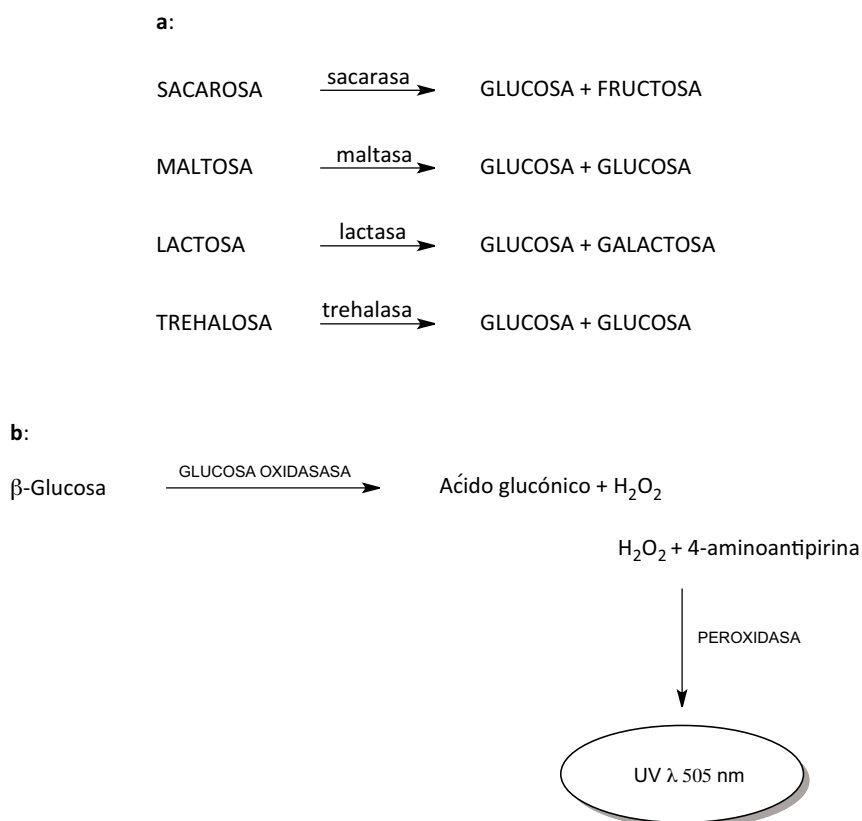 a:
SACAROSA sacarasa GLUCOSA + FRUCTOSA
MALTOSA maltasa GLUCOSA + GLUCOSA
LACTOSA lactasa GLUCOSA + GALACTOSA
TREHALOSA trehalasa GLUCOSA + GLUCOSA
b:
β-Glucosa GLUCOSA OXIDASASA Aćido glucónico + H₂O₂
H₂O₂ + 4-aminoantipirina
PEROXIDASA
UV λ 505 nm